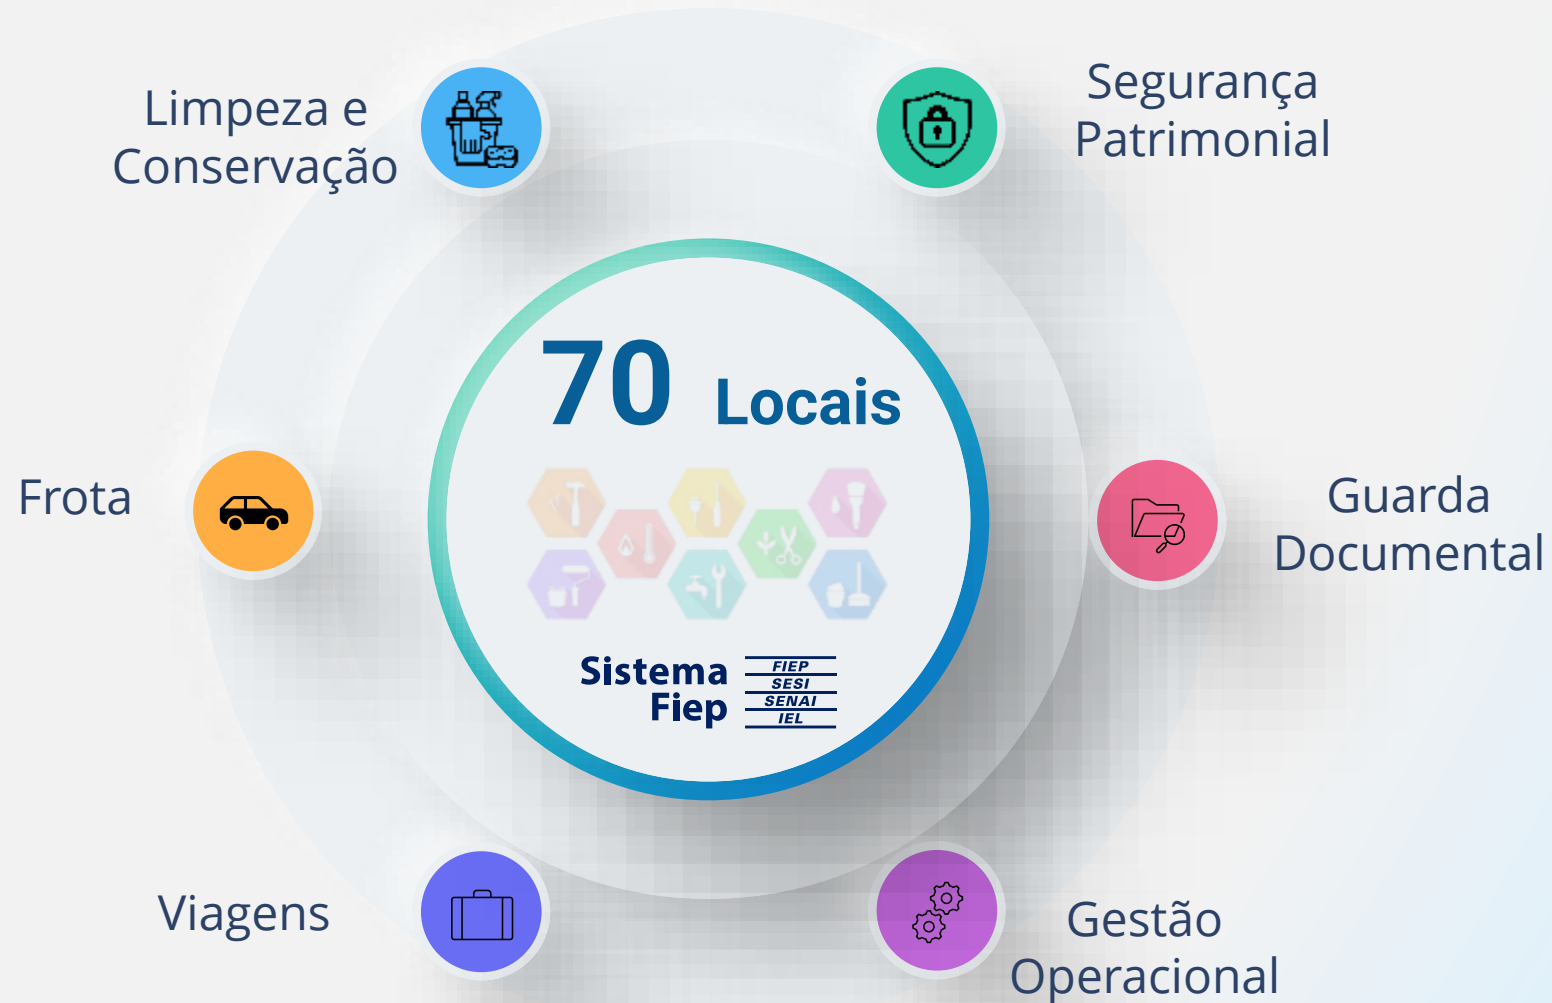 Limpeza e
Conservação
Segurança
Patrimonial
70 Locais
Frota
Guarda
Documental
Sistema
Fiep
FIEP
SESI
SENAI
IEL
Viagens
Gestão
Operacional